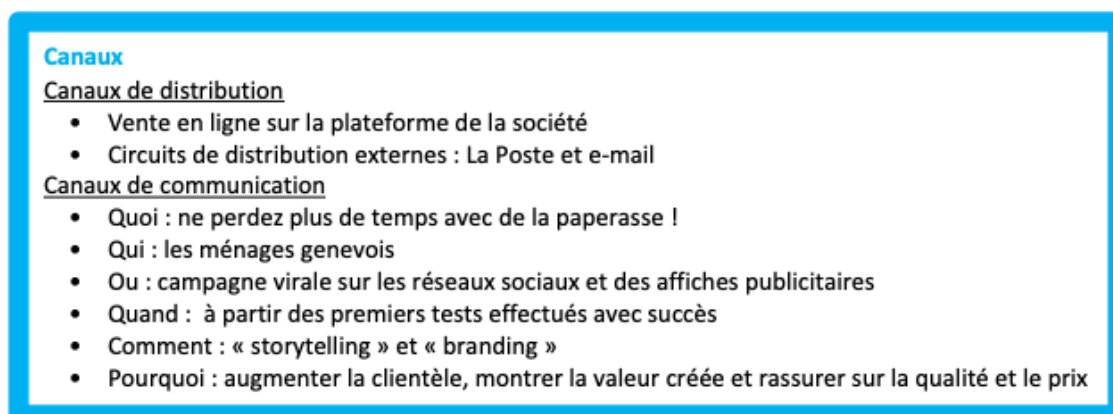 Canaux
Canaux de distribution
• Vente en ligne sur la plateforme de la société
• Circuits de distribution externes : La Poste et e-mail
Canaux de communication
• Quoi : ne perdez plus de temps avec de la paperasse !
• Qui : les ménages genevois
• Ou : campagne virale sur les réseaux sociaux et des affiches publicitaires
• Quand :  à partir des premiers tests effectués avec succès
• Comment : « storytelling » et « branding »
• Pourquoi : augmenter la clientèle, montrer la valeur créée et rassurer sur la qualité et le prix